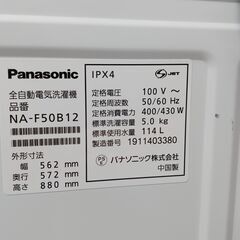 Panasonic
全自動電気洗濯機
品番
NA-F50B12
外形寸法
幅 : 562 mm
奥行 : 572 mm
高さ : 880 mm
IPX4
JET
定格電圧 : 100 V~
定格周波数 : 50/60 Hz
定格消費電力 : 400/430 W
標準洗濯容量 : 5.0 kg
標準使用水量 : 114 L
製造番号 : 1911403380
PS
E
パナソニック株式会社
中国製